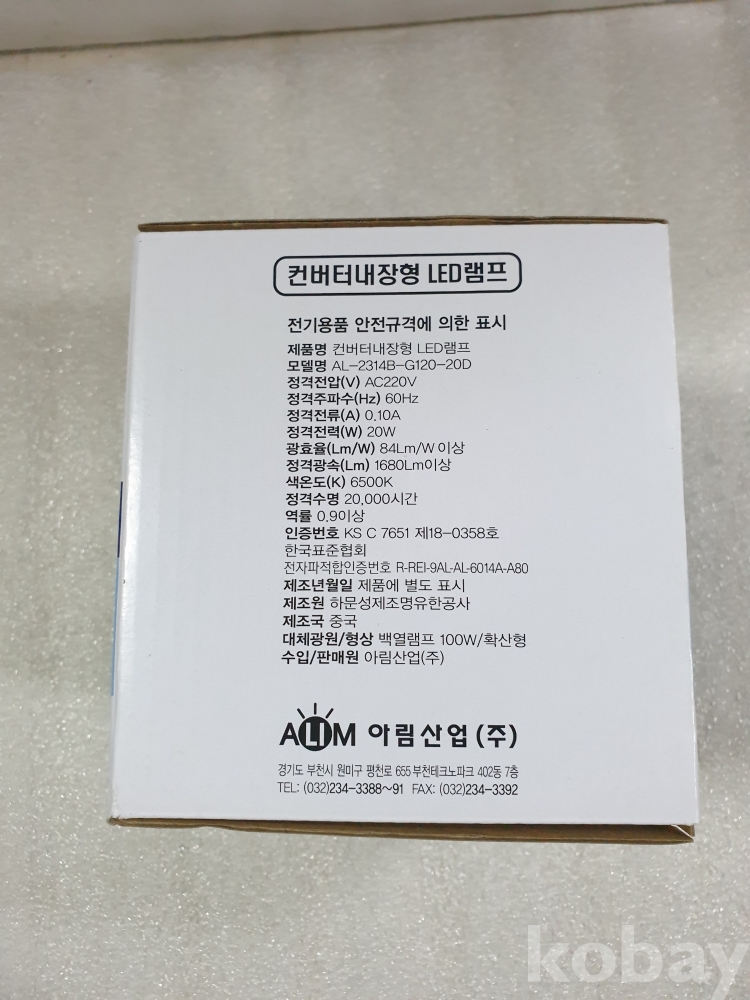 컨버터내장형 LED램프
전기용품 안전규격에 의한 표시
제품명 컨버터내장형 LED램프
모델명 AL-2314B-G120-20D
정격전압(V) AC220V
정격주파수(Hz) 60Hz
정격전류(A) 0.10A
정격전력(W) 20W
광효율(Lm/W) 84Lm/W 이상
정격광속(Lm) 1680Lm이상
색온도(K) 6500K
정격수명 20,000시간
역률 0.9이상
인증번호 KS C 7651 제18-0358호
한국표준협회
전자파적합인증번호 R-REI-9AL-AL-6014A-A80
제조년월일 제품에 별도 표시
제조원 하문성제조명유한공사
제조국 중국
대체광원/형상 백열램프 100W/확산형
수입/판매원 아림산업(주)
ALIM 아림산업(주)
경기도 부천시 원미구 평천로 655 부천테크노파크 402동 7층
TEL: (032)234-3388~91 FAX: (032)234-3392
kobay